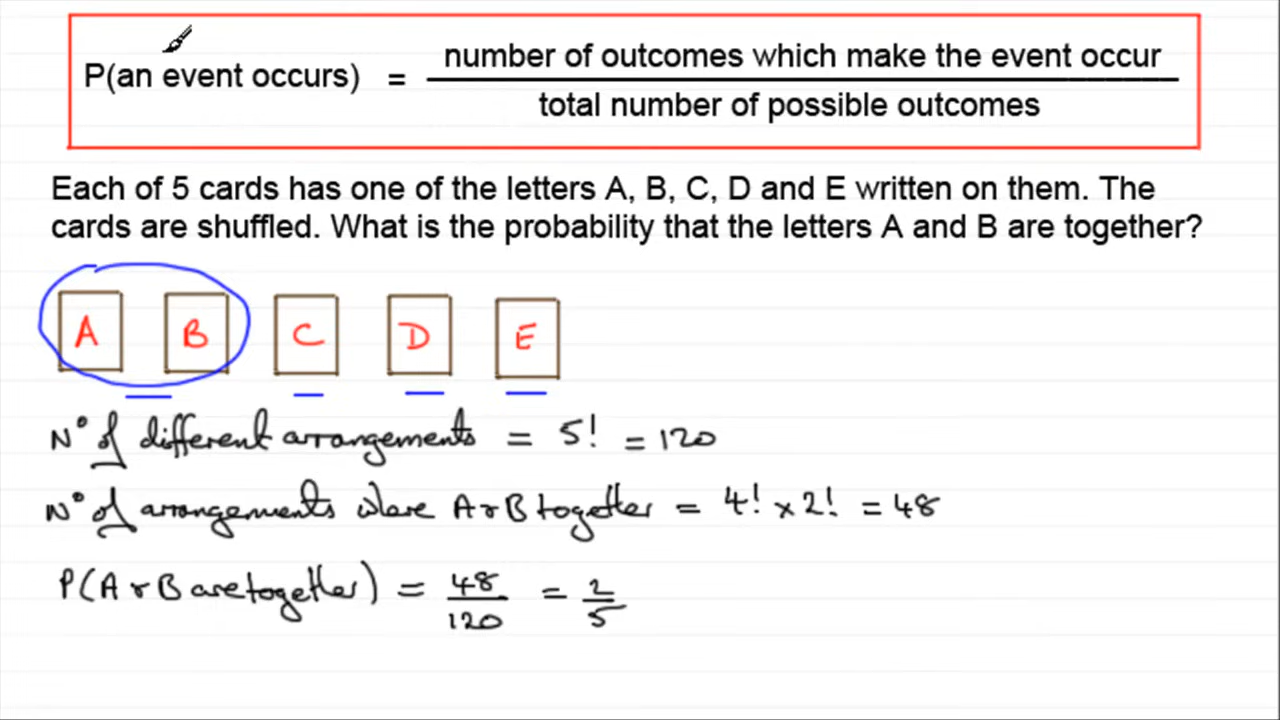 P(an event occurs) = number of outcomes which make the event occur
total number of possible outcomes
Each of 5 cards has one of the letters A, B, C, D and E written on them. The
cards are shuffled. What is the probability that the letters A and B are together?
A B C D E
Nº of different arrangements = 5! = 120
Nº of arrangements where A & B together = 4! × 2! = 48
P(A & B are together) = 48/120 = 2/5